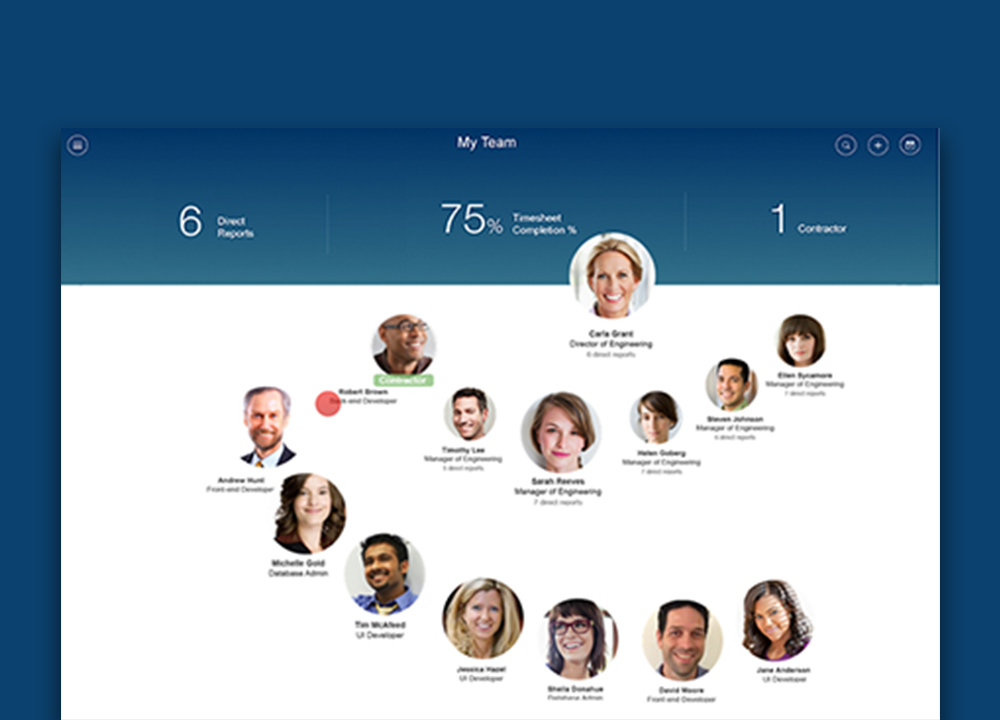 My Team
6 Direct
Reports
75% Timesheet
Completion %
1 Contractor
Carla Grant
Director of Engineering
6 direct reports
Contractor
Robert Brown
Back-end Developer
Ellen Sycamore
Manager of Engineering
7 direct reports
Steven Johnson
Manager of Engineering
direct reports
Timothy Lee
Manager of Engineering
direct reports
Helen Goberg
Manager of Engineering
7 direct reports
Sarah Reeves
Manager of Engineering
7 direct reports
Andrew Hunt
Front-end Developer
Michelle Gold
Database Admin
Tim McAfeed
UI Developer
Jessica Hazel
UI Developer
Sheila Donahue
Database Admin
David Moore
Front-end Developer
Jane Anderson
UI Developer